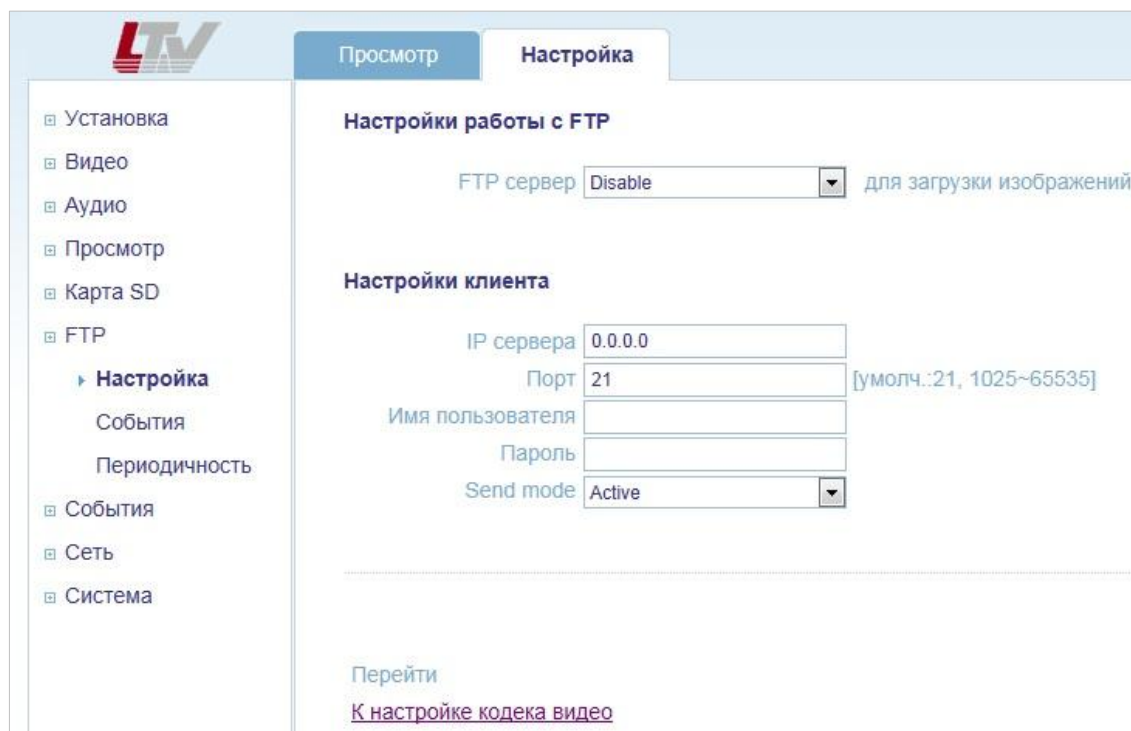 LTV
Просмотр
Настройка
Установка
Видео
Аудио
Просмотр
Карта SD
FTP
Настройка
События
Периодичность
События
Сеть
Система
Настройки работы с FTP
FTP сервер Disable для загрузки изображений
Настройки клиента
IP сервера 0.0.0.0
Порт 21 [умолч.:21, 1025~65535]
Имя пользователя
Пароль
Send mode Active
Перейти
К настройке кодека видео